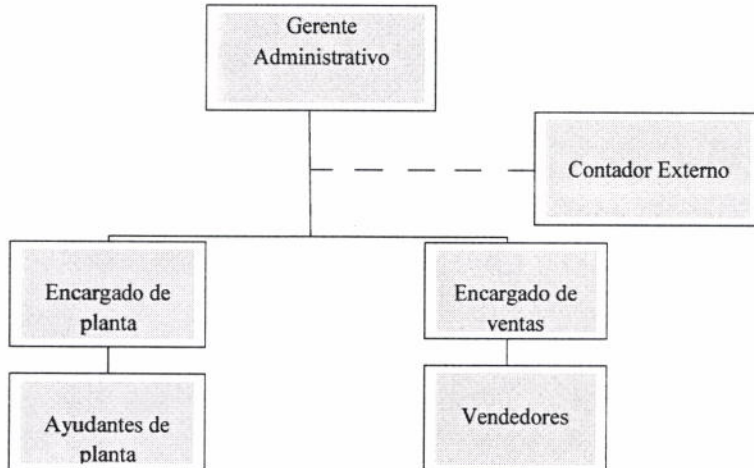 Gerente
Administrativo
Contador Externo
Encargado de
planta
Encargado de
ventas
Ayudantes de
planta
Vendedores